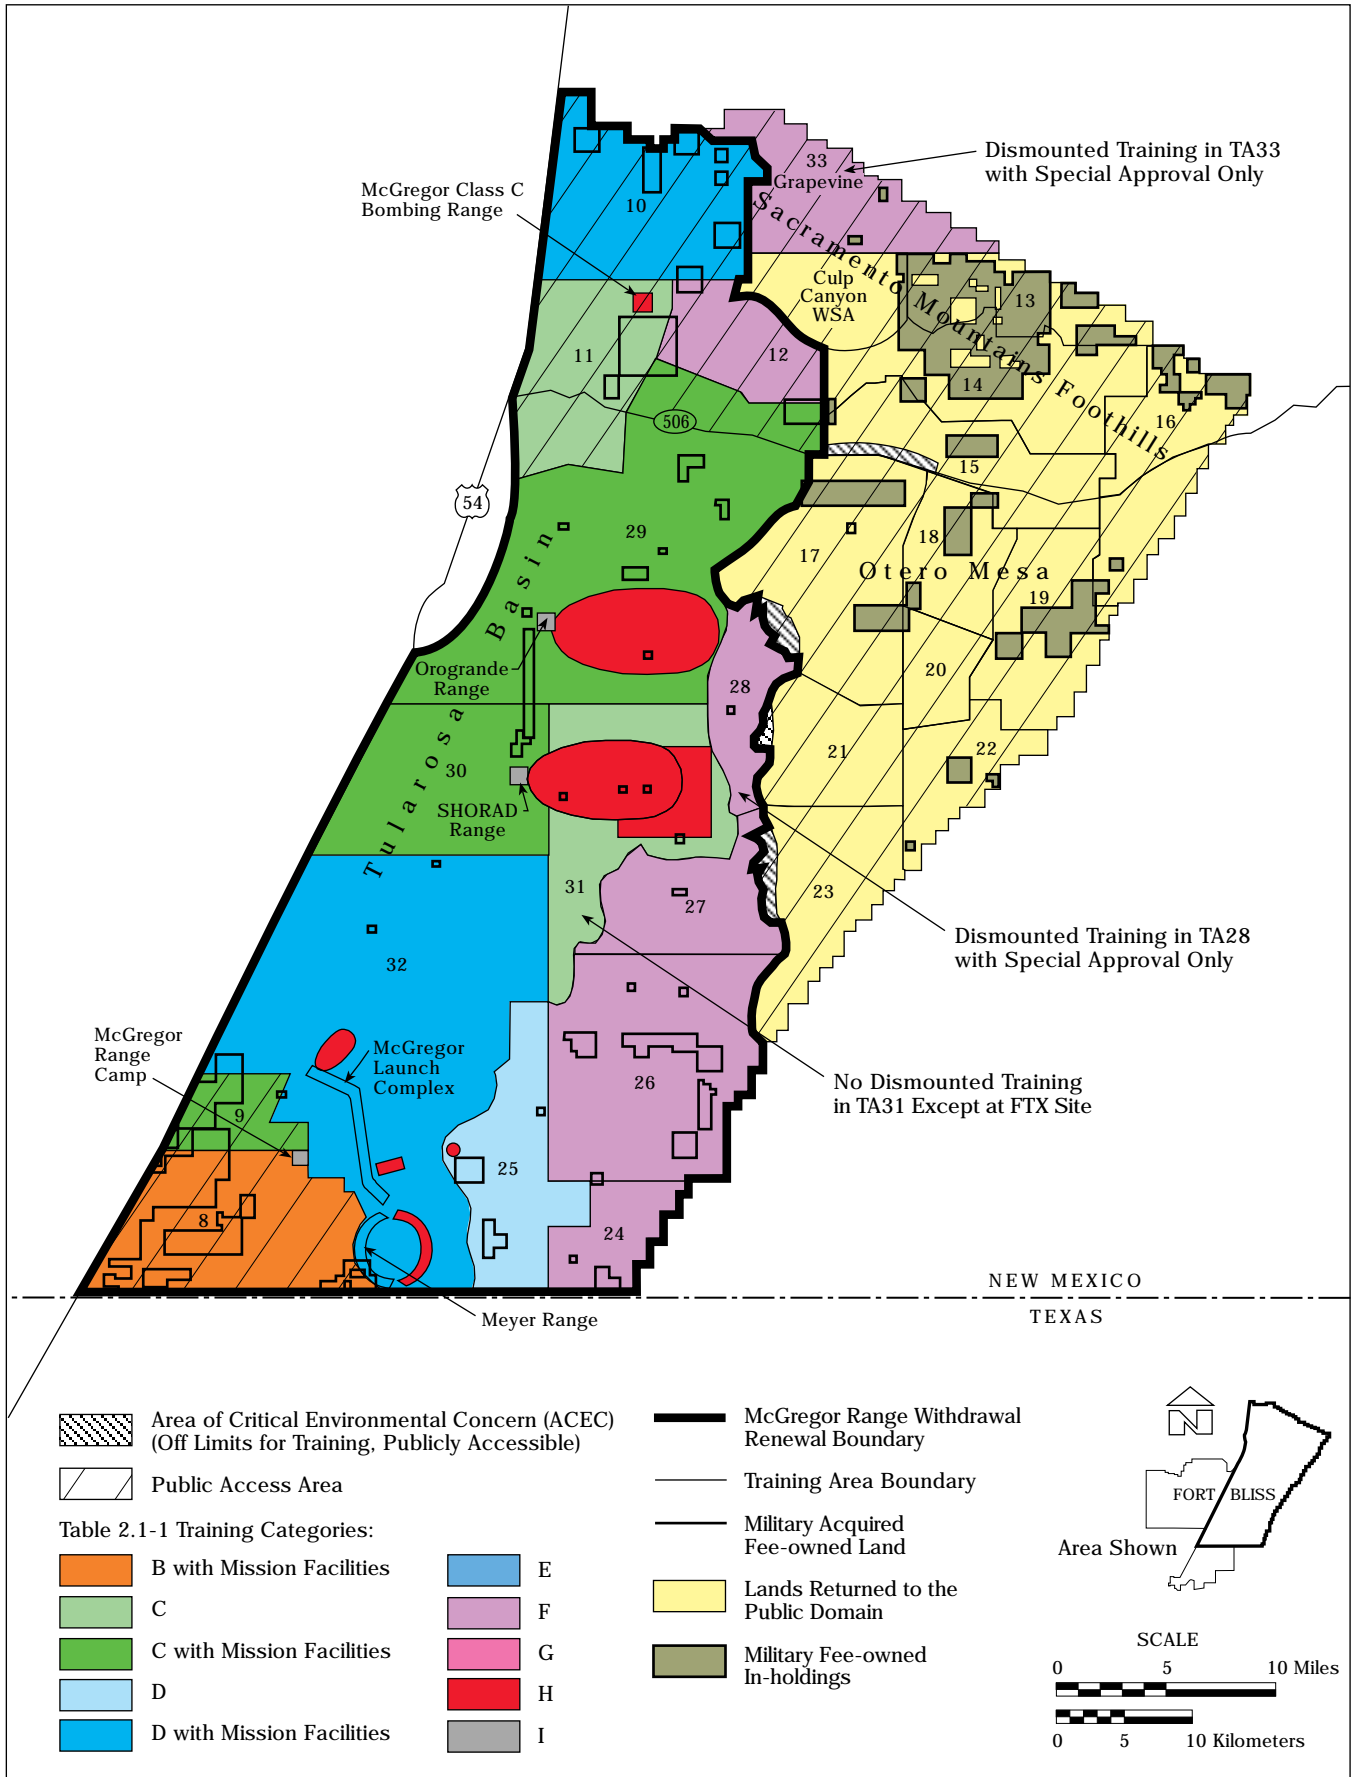 Dismounted Training in TA33
with Special Approval Only
McGregor Class C
Bombing Range
33
Grapevine
10
Sacramento Mountains Foothills
Culp
Canyon
WSA
13
11
12
14
16
506
15
54
29
17
18
Otero Mesa
19
Tularosa Basin
Orogrande
Range
28
20
21
22
30
SHORAD
Range
31
27
23
32
Dismounted Training in TA28
with Special Approval Only
McGregor
Range
Camp
McGregor
Launch
Complex
26
No Dismounted Training
in TA31 Except at FTX Site
9
25
8
24
NEW MEXICO
TEXAS
Meyer Range
Area of Critical Environmental Concern (ACEC)
(Off Limits for Training, Publicly Accessible)
Public Access Area
Table 2.1-1 Training Categories:
B with Mission Facilities
C
C with Mission Facilities
D
D with Mission Facilities
E
F
G
H
I
McGregor Range Withdrawal
Renewal Boundary
Training Area Boundary
Military Acquired
Fee-owned Land
Lands Returned to the
Public Domain
Military Fee-owned
In-holdings
N
FORT BLISS
Area Shown
SCALE
0 5 10 Miles
0 5 10 Kilometers